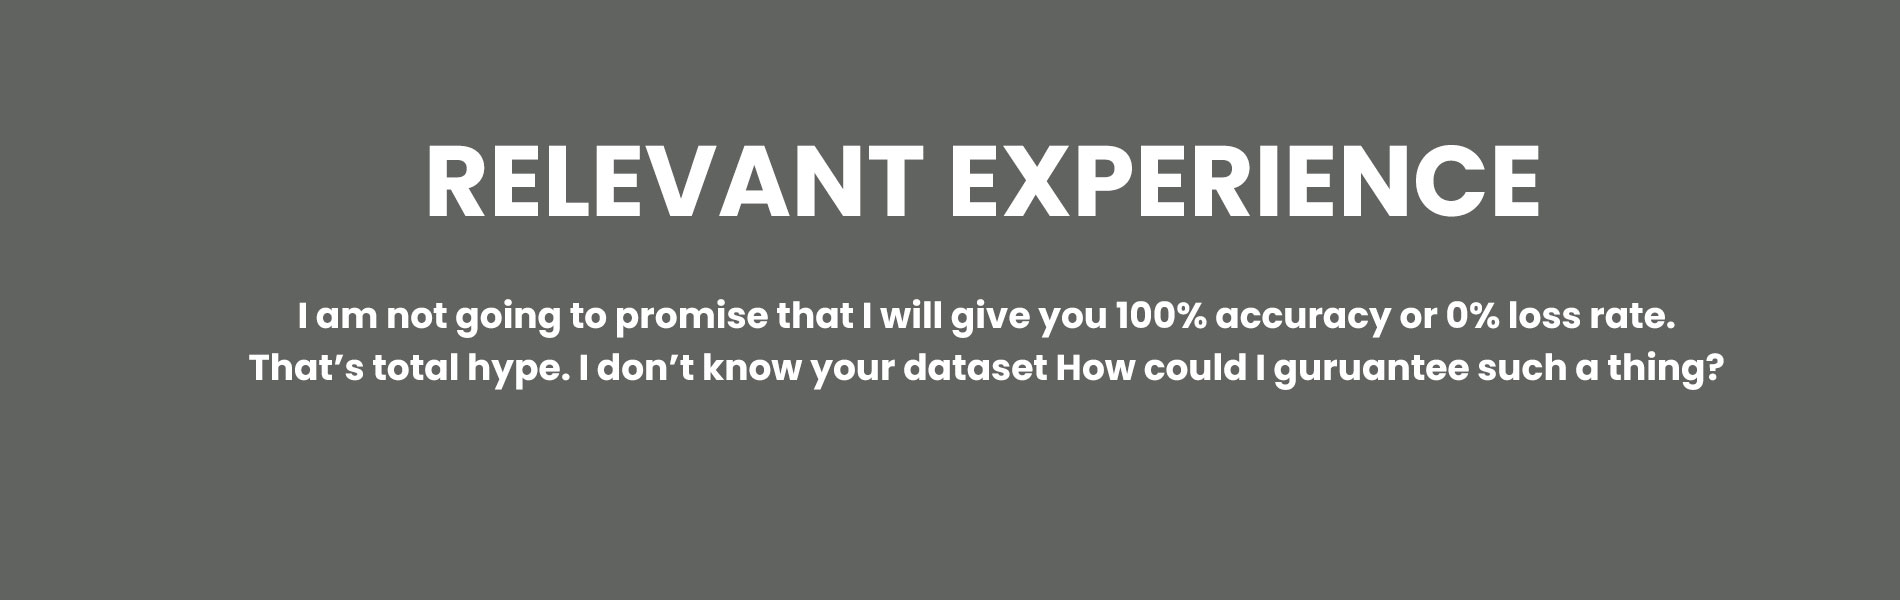 RELEVANT EXPERIENCE
I am not going to promise that I will give you 100% accuracy or 0% loss rate.
That’s total hype. I don’t know your dataset How could I guruantee such a thing?